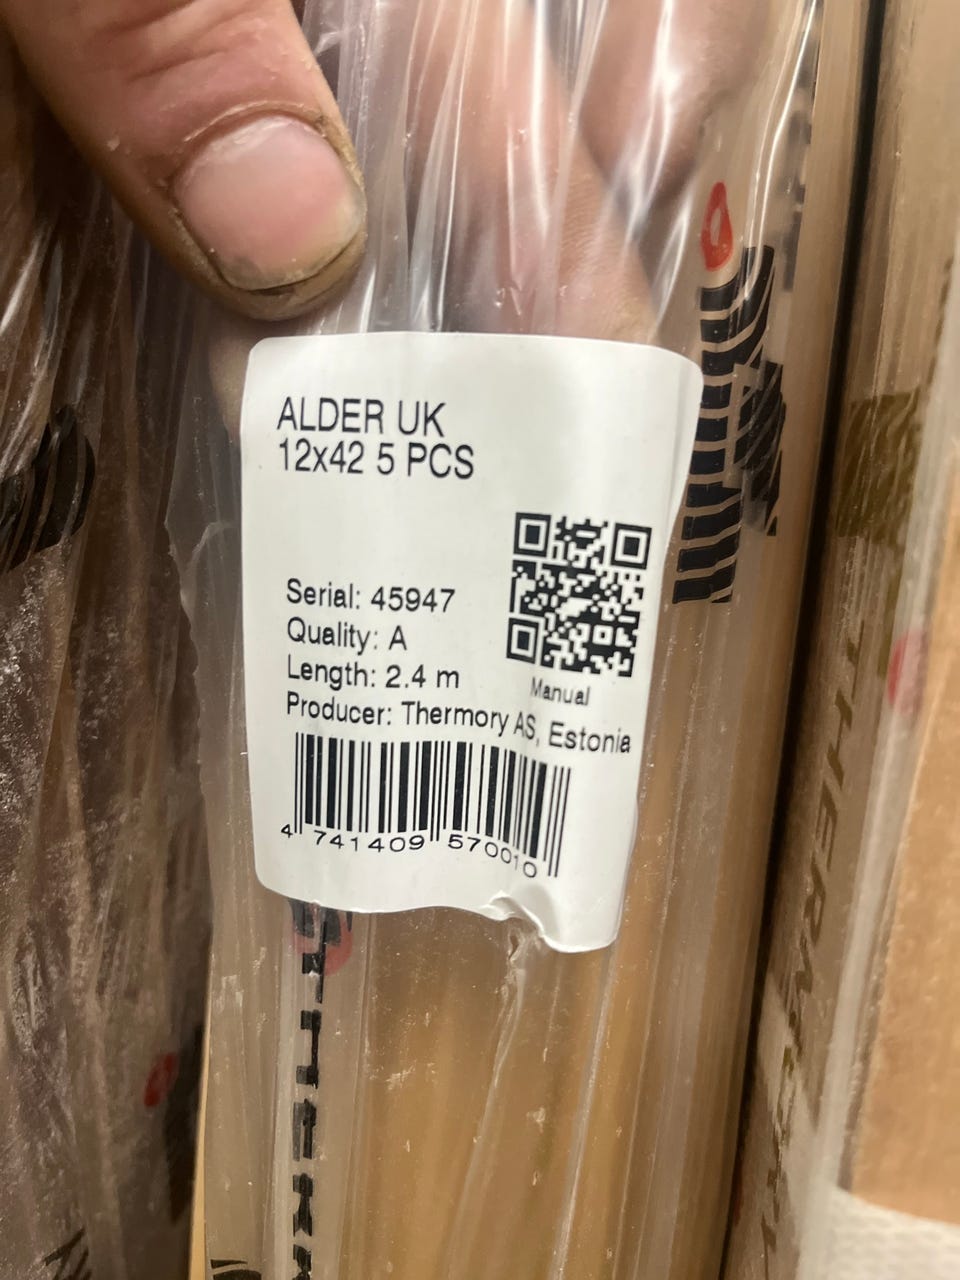 ALDER UK
12x42 5 PCS
Serial: 45947
Quality: A
Length: 2.4 m
Producer: Thermory AS, Estonia
Manual
4 741409 570010